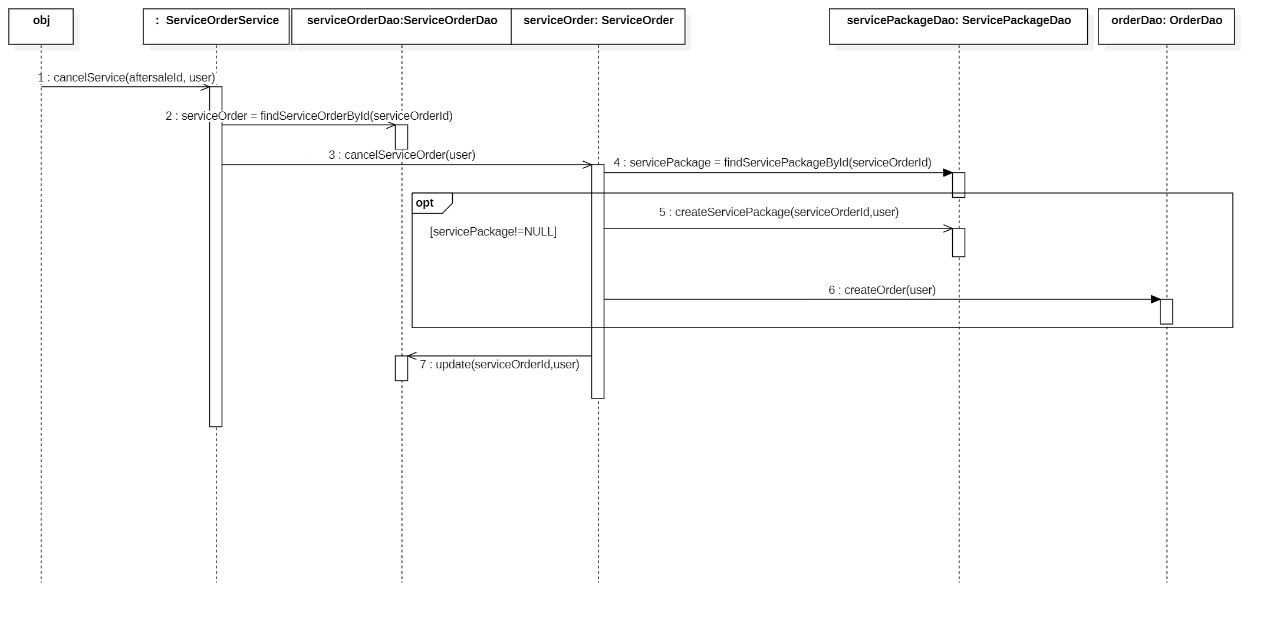 obj
: ServiceOrderService
serviceOrderDao:ServiceOrderDao
serviceOrder: ServiceOrder
servicePackageDao: ServicePackageDao
orderDao: OrderDao
1 : cancelService(aftersaleId, user)
2 : serviceOrder = findServiceOrderById(serviceOrderId)
3 : cancelServiceOrder(user)
4 : servicePackage = findServicePackageById(serviceOrderId)
opt
5 : createServicePackage(serviceOrderId,user)
[servicePackage!=NULL]
6 : createOrder(user)
7 : update(serviceOrderId,user)